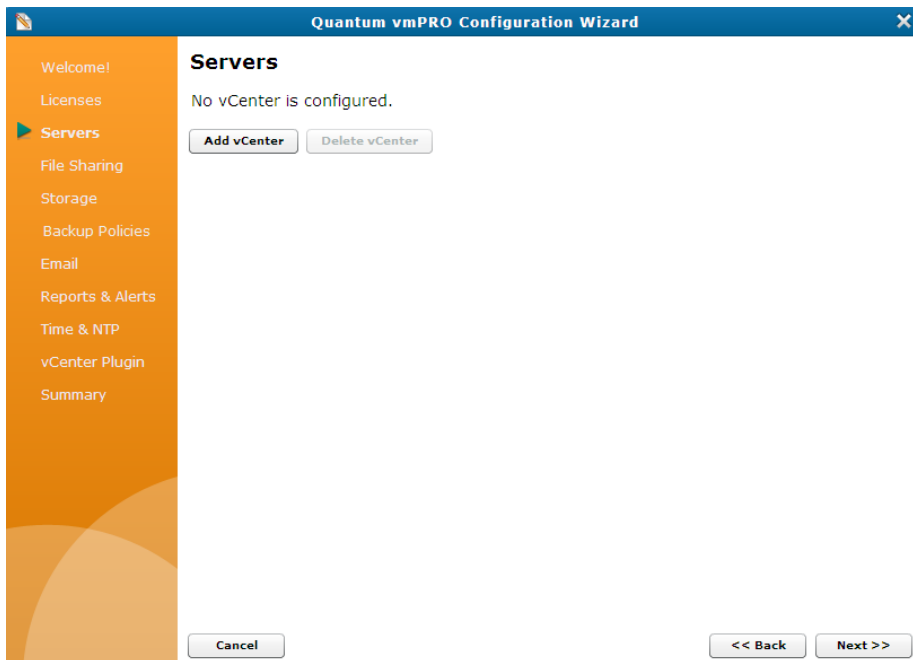 Quantum vmPRO Configuration Wizard
Welcome!
Licenses
Servers
File Sharing
Storage
Backup Policies
Email
Reports & Alerts
Time & NTP
vCenter Plugin
Summary
Servers
No vCenter is configured.
Add vCenter Delete vCenter
Cancel << Back Next >>